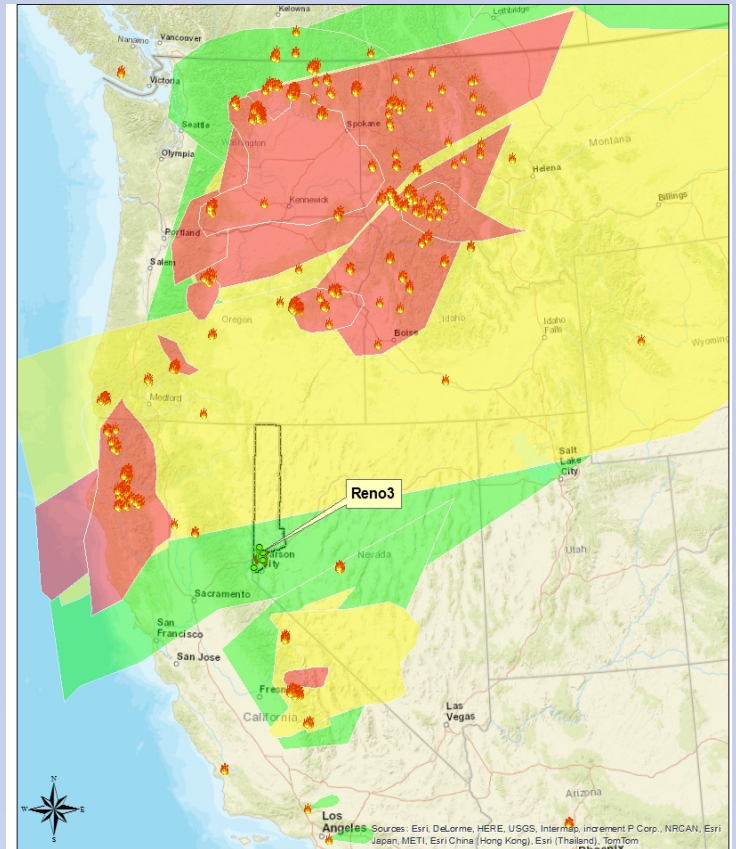 Kelowna
Lethbridge
Nanaimo
Vancouver
Victoria
Seattle
Spokane
Washington
Olympia
Montana
Helena
Kennewick
Billings
Portland
Salem
Oregon
Idaho
Idaho
Falls
Boise
Wyoming
Medford
Salt
Lake
City
Reno3
Carson
City
Nevada
Utah
Sacramento
San
Francisco
San Jose
Fresno
California
Las
Vegas
Arizona
N
W
E
S
Los
Angeles
Sources: Esri, DeLorme, HERE, USGS, Intermap, increment P Corp., NRCAN, Esri
Japan, METI, Esri China (Hong Kong), Esri (Thailand), TomTom
Phoenix